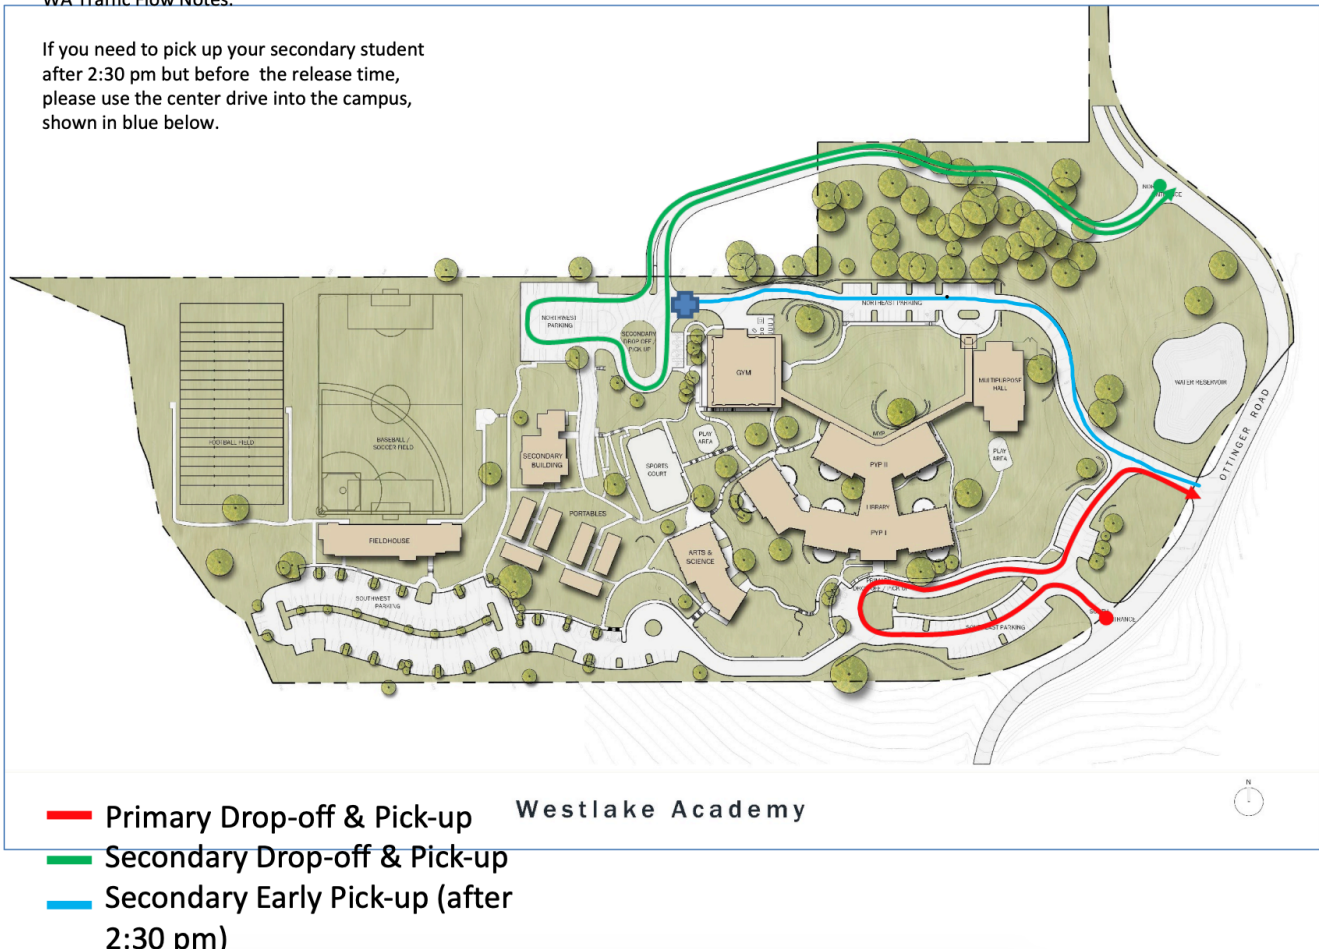 WA Traffic Flow Notes:
If you need to pick up your secondary student
after 2:30 pm but before the release time,
please use the center drive into the campus,
shown in blue below.
NORTHEAST PARKING
NORTHWEST
PARKING
SECONDARY
DROP OFF /
PICK UP
GYM
MULTIPURPOSE
HALL
WATER RESERVOIR
OTTINGER ROAD
FOOTBALL FIELD
BASEBALL /
SOCCER FIELD
SECONDARY
BUILDING
SPORTS
COURT
PLAY
AREA
MYP
PYP II
PLAY
AREA
LIBRARY
PYP I
PORTABLES
FIELDHOUSE
ARTS &
SCIENCE
SOUTHWEST
PARKING
N
Westlake Academy
Primary Drop-off & Pick-up
Secondary Drop-off & Pick-up
Secondary Early Pick-up (after
2:30 pm)